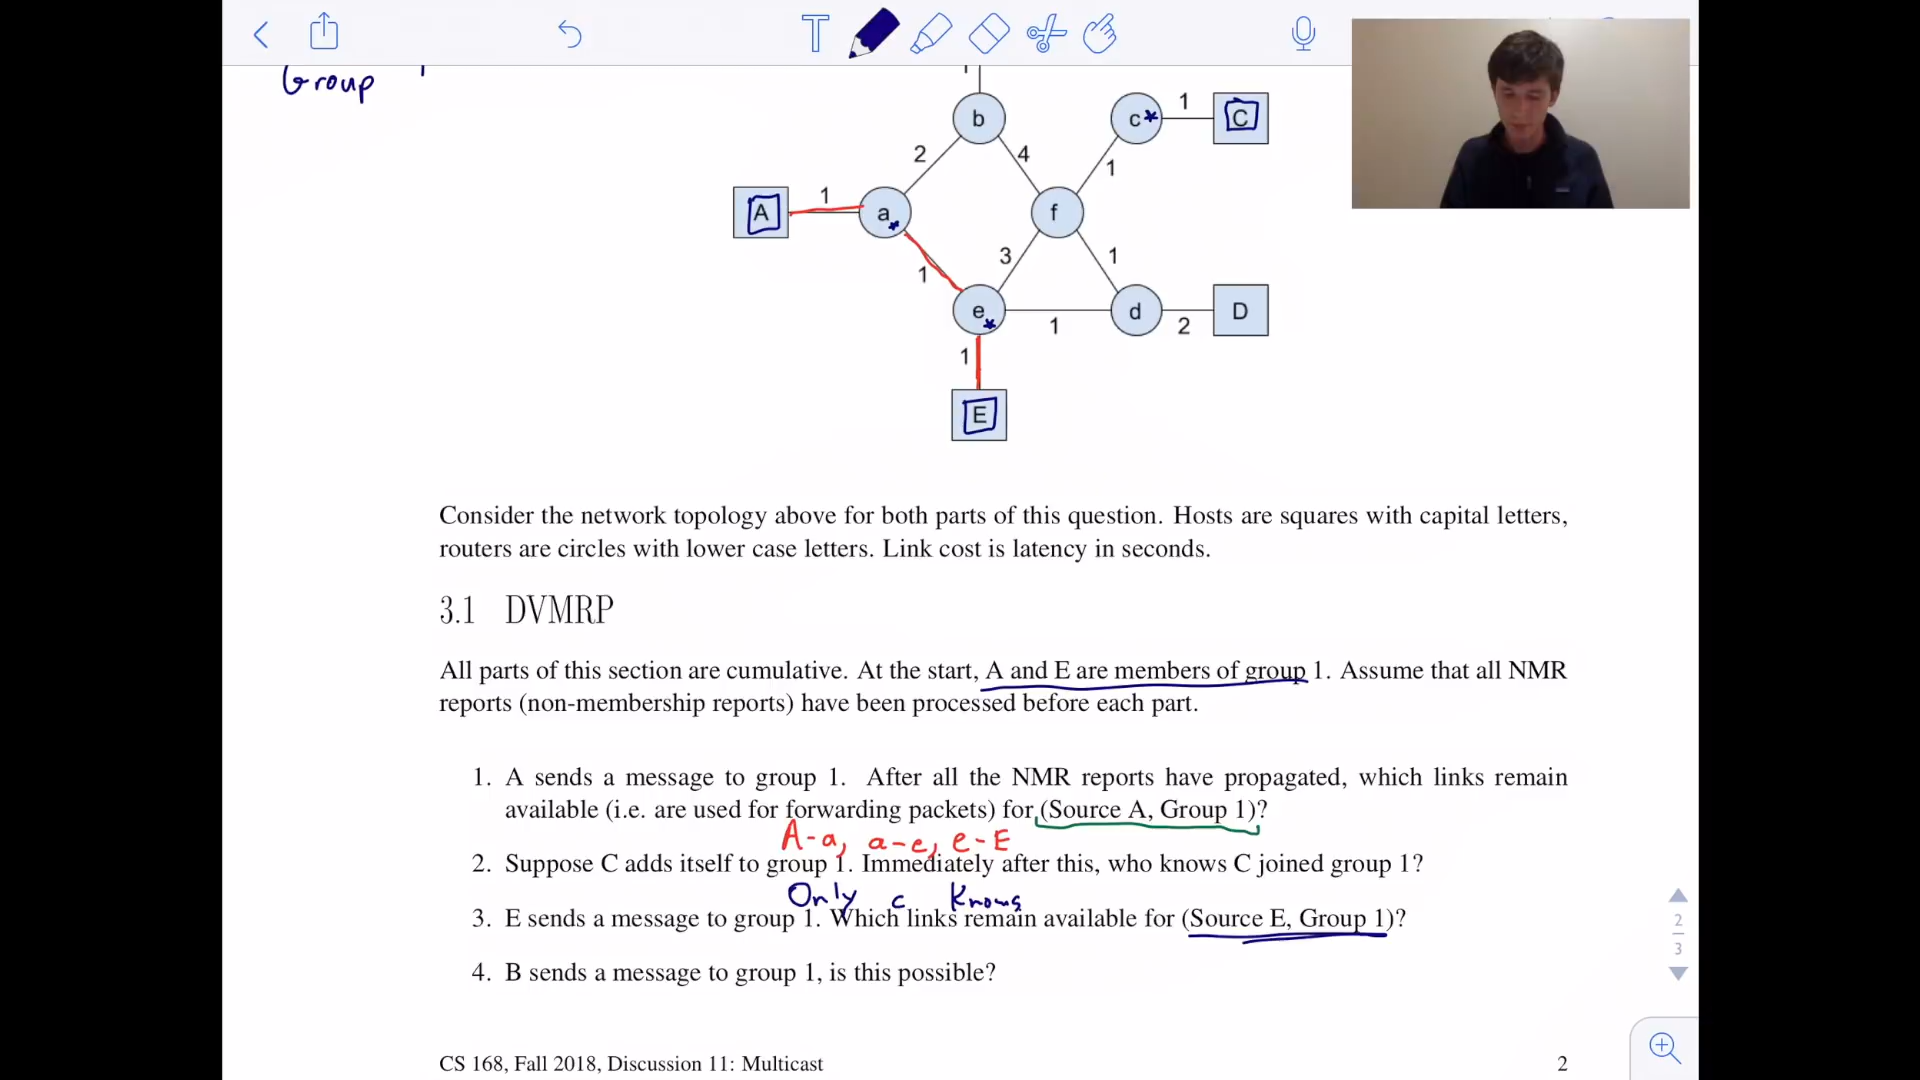 T
Group 1
1
b
c*
1
C
2
4
1
A
1
a*
f
1
3
1
e*
1
d
2
D
1
E
Consider the network topology above for both parts of this question. Hosts are squares with capital letters,
routers are circles with lower case letters. Link cost is latency in seconds.
3.1 DVMRP
All parts of this section are cumulative. At the start, A and E are members of group 1. Assume that all NMR
reports (non-membership reports) have been processed before each part.
1. A sends a message to group 1. After all the NMR reports have propagated, which links remain
available (i.e. are used for forwarding packets) for (Source A, Group 1)?
A-a, a-e, e-E
2. Suppose C adds itself to group 1. Immediately after this, who knows C joined group 1?
Only c knows
3. E sends a message to group 1. Which links remain available for (Source E, Group 1)?
2
3
4. B sends a message to group 1, is this possible?
CS 168, Fall 2018, Discussion 11: Multicast
2